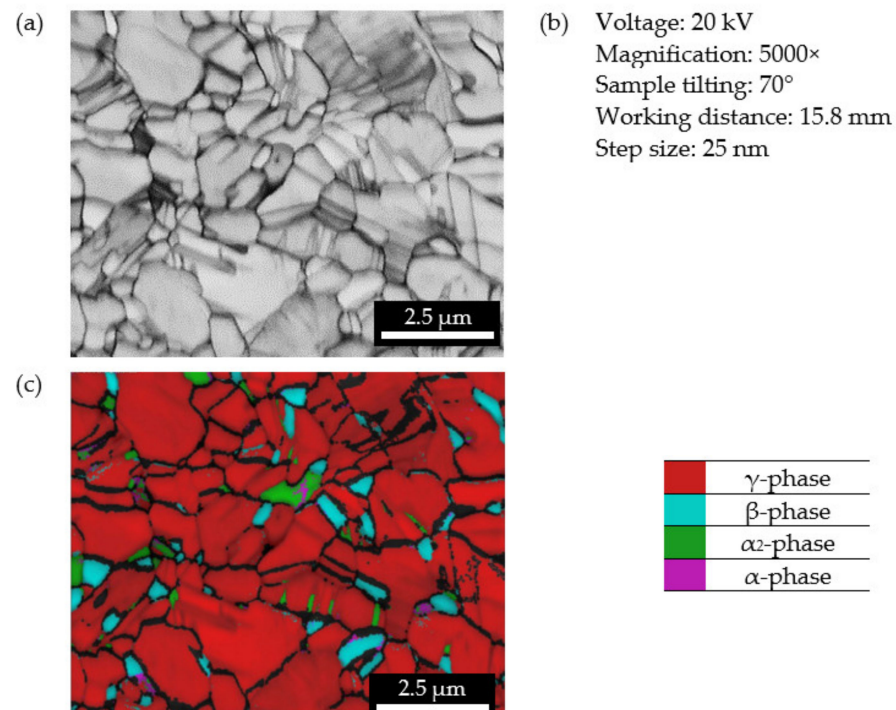 (a)
(b) Voltage: 20 kV
Magnification: 5000×
Sample tilting: 70°
Working distance: 15.8 mm
Step size: 25 nm
2.5 μm
(c)
γ-phase
β-phase
α2-phase
α-phase
2.5 μm